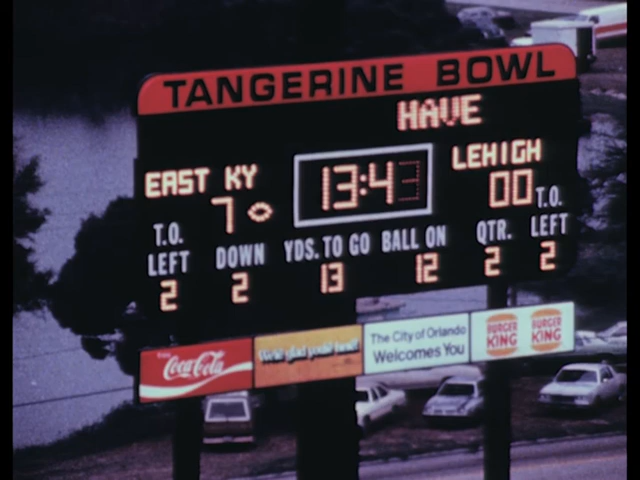 TANGERINE BOWL
HAVE
EAST KY
LEHIGH
7
13:43
00
T.O. LEFT
DOWN
YDS. TO GO
BALL ON
QTR.
T.O. LEFT
2
2
13
12
2
2
Enjoy
Coca-Cola
We're glad you're here!
The City of Orlando
Welcomes You
BURGER KING
BURGER KING